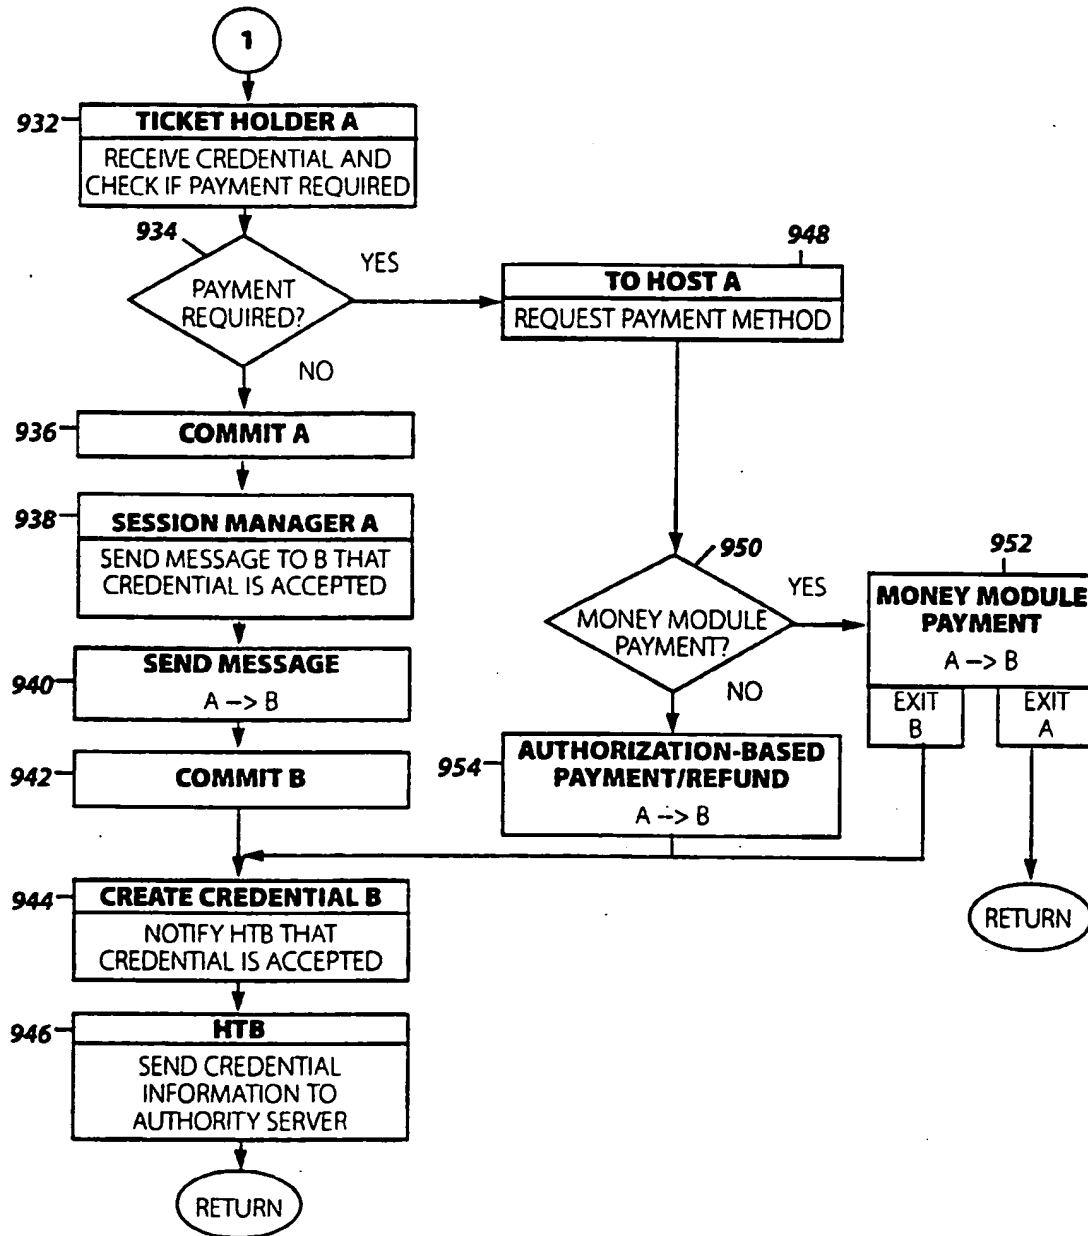 1
932
TICKET HOLDER A
RECEIVE CREDENTIAL AND
CHECK IF PAYMENT REQUIRED
934
PAYMENT
REQUIRED?
YES
NO
948
TO HOST A
REQUEST PAYMENT METHOD
936
COMMIT A
938
SESSION MANAGER A
SEND MESSAGE TO B THAT
CREDENTIAL IS ACCEPTED
940
SEND MESSAGE
A --> B
942
COMMIT B
950
MONEY MODULE
PAYMENT?
YES
NO
952
MONEY MODULE
PAYMENT
A --> B
EXIT
B
EXIT
A
954
AUTHORIZATION-BASED
PAYMENT/REFUND
A --> B
944
CREATE CREDENTIAL B
NOTIFY HTB THAT
CREDENTIAL IS ACCEPTED
RETURN
946
HTB
SEND CREDENTIAL
INFORMATION TO
AUTHORITY SERVER
RETURN